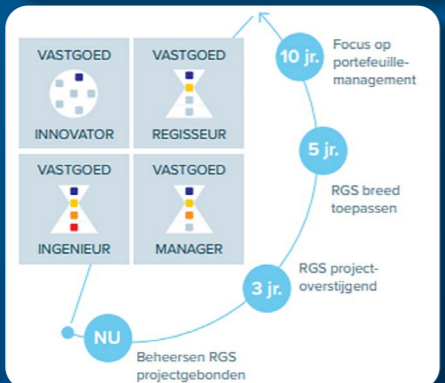 VASTGOED
INNOVATOR
VASTGOED
REGISSEUR
VASTGOED
INGENIEUR
VASTGOED
MANAGER
10 jr.
Focus op
portefeuille-
management
5 jr.
RGS breed
toepassen
3 jr.
RGS project-
overstijgend
NU
Beheersen RGS
projectgebonden